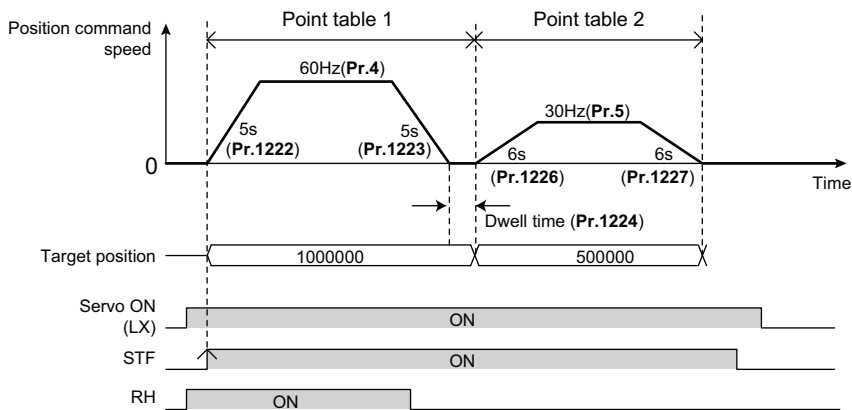 Point table 1
Point table 2
Position command
speed
60Hz(Pr.4)
30Hz(Pr.5)
5s
(Pr.1222)
5s
(Pr.1223)
6s
(Pr.1226)
6s
(Pr.1227)
0
Time
Dwell time (Pr.1224)
Target position
1000000
500000
Servo ON
(LX)
ON
STF
ON
RH
ON